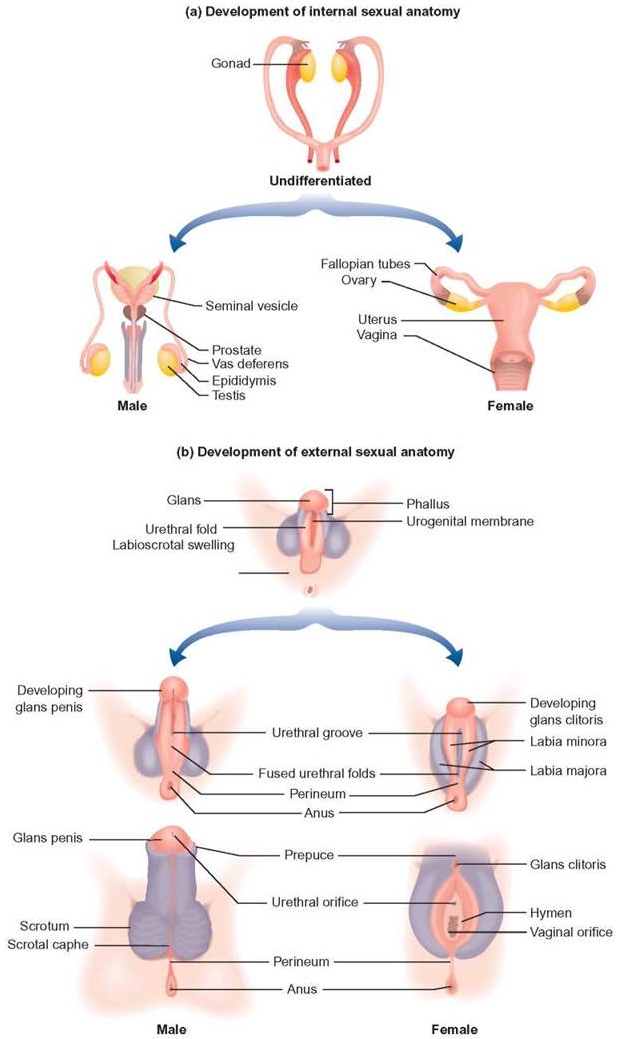 (a) Development of internal sexual anatomy
Gonad
Undifferentiated
Seminal vesicle
Prostate
Vas deferens
Epididymis
Testis
Male
Fallopian tubes
Ovary
Uterus
Vagina
Female
(b) Development of external sexual anatomy
Glans
Phallus
Urogenital membrane
Urethral fold
Labioscrotal swelling
Developing
glans penis
Urethral groove
Fused urethral folds
Perineum
Anus
Developing
glans clitoris
Labia minora
Labia majora
Glans penis
Prepuce
Glans clitoris
Urethral orifice
Hymen
Vaginal orifice
Scrotum
Scrotal caphe
Perineum
Anus
Male
Female